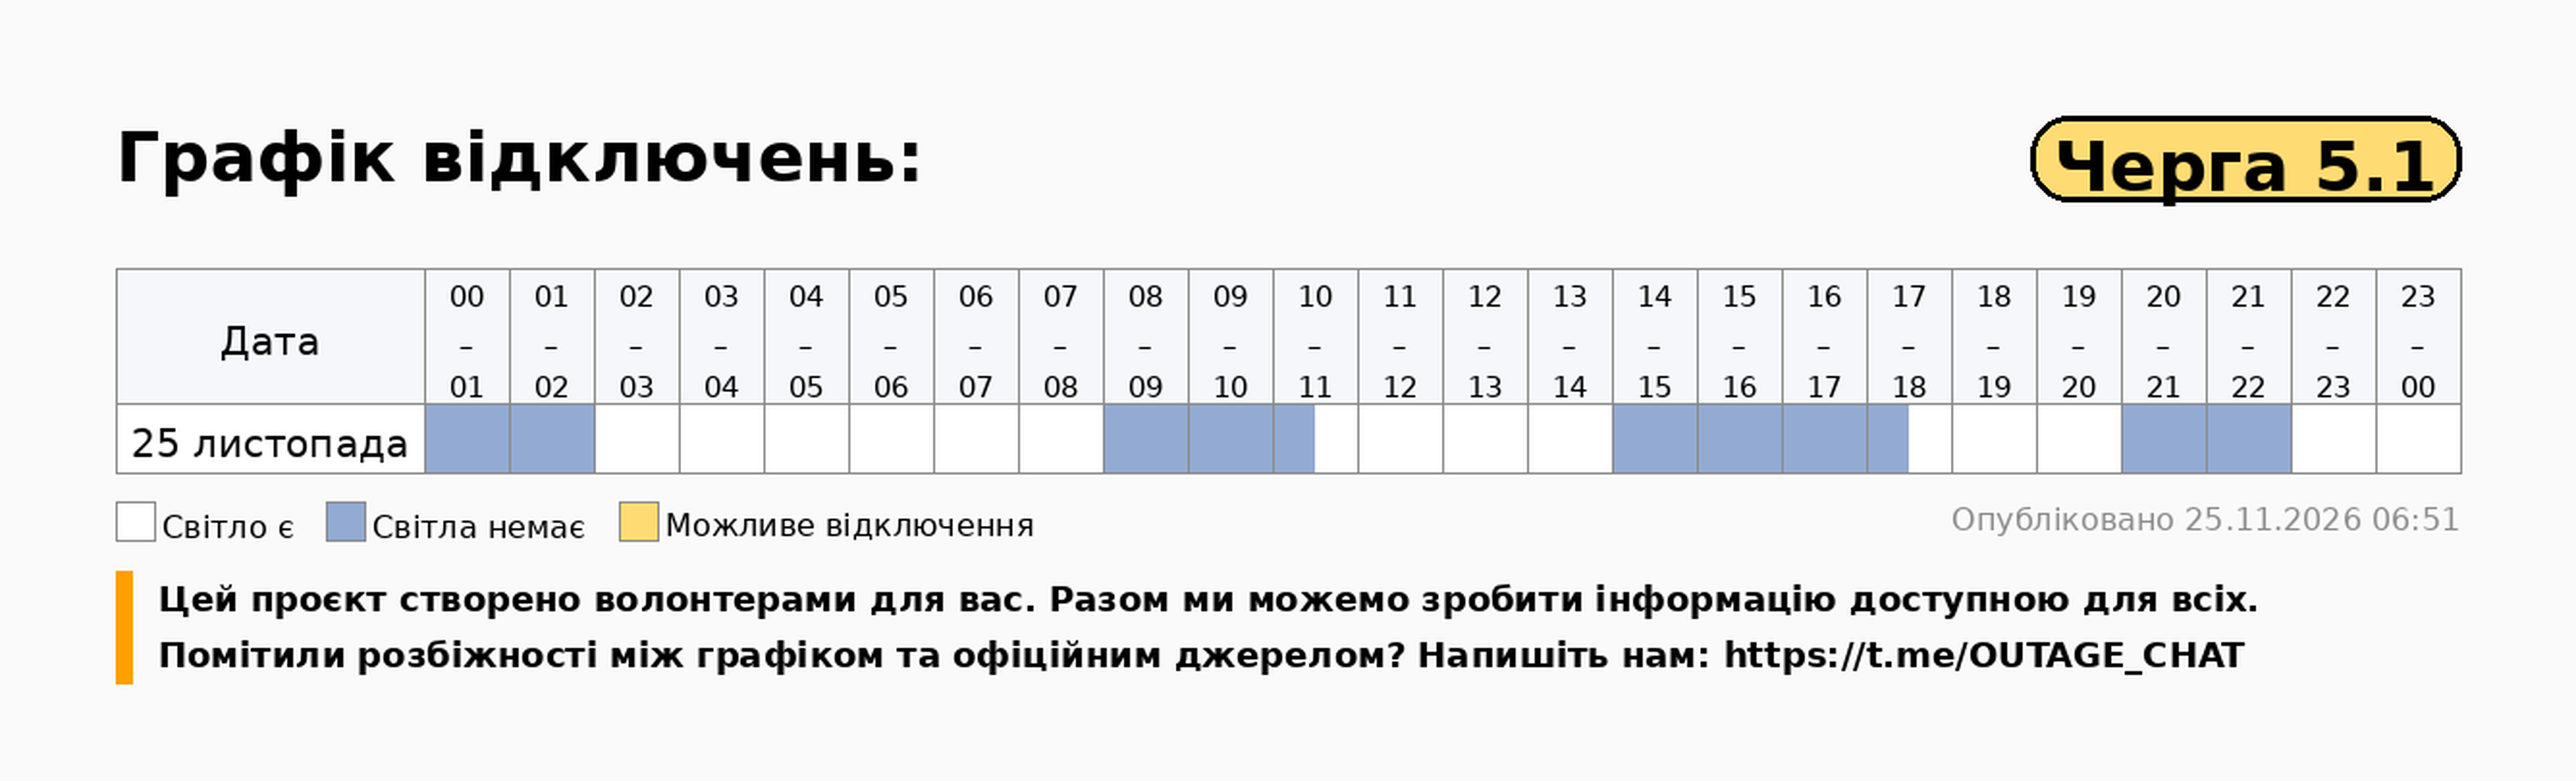 Графік відключень:
Черга 5.1
Дата
00 – 01
01 – 02
02 – 03
03 – 04
04 – 05
05 – 06
06 – 07
07 – 08
08 – 09
09 – 10
10 – 11
11 – 12
12 – 13
13 – 14
14 – 15
15 – 16
16 – 17
17 – 18
18 – 19
19 – 20
20 – 21
21 – 22
22 – 23
23 – 00
25 листопада
Світло є
Світла немає
Можливе відключення
Опубліковано 25.11.2026 06:51
Цей проєкт створено волонтерами для вас. Разом ми можемо зробити інформацію доступною для всіх.
Помітили розбіжності між графіком та офіційним джерелом? Напишіть нам: https://t.me/OUTAGE_CHAT